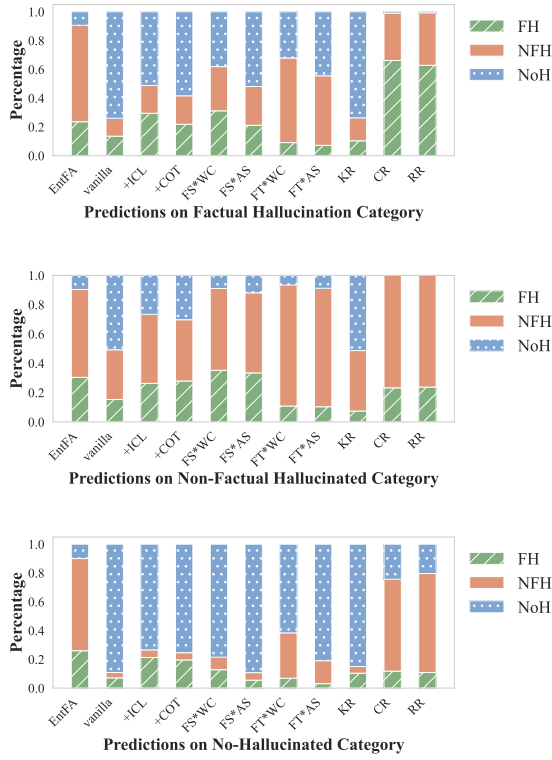 1.0
0.8
0.6
0.4
0.2
0.0
Percentage
EntFA
vanilla
+ICL
+COT
FS*WC
FS*AS
FT*WC
FT*AS
KR
CR
RR
Predictions on Factual Hallucination Category
FH
NFH
NoH
1.0
0.8
0.6
0.4
0.2
0.0
Percentage
EntFA
vanilla
+ICL
+COT
FS*WC
FS*AS
FT*WC
FT*AS
KR
CR
RR
Predictions on Non-Factual Hallucinated Category
FH
NFH
NoH
1.0
0.8
0.6
0.4
0.2
0.0
Percentage
EntFA
vanilla
+ICL
+COT
FS*WC
FS*AS
FT*WC
FT*AS
KR
CR
RR
Predictions on No-Hallucinated Category
FH
NFH
NoH